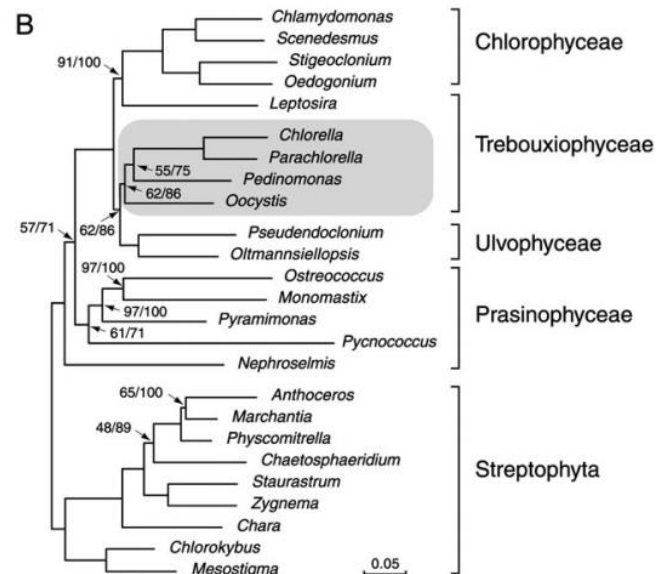 B
Chlamydomonas
Scenedesmus
Chlorophyceae
Stigeoclonium
91/100
Oedogonium
Leptosira
Chlorella
Trebouxiophyceae
Parachlorella
55/75
Pedinomonas
62/86
Oocystis
57/71
62/86
Pseudendoclonium
Ulvophyceae
Oltmannsiellopsis
97/100
Ostreococcus
Monomastix
97/100
Prasinophyceae
Pyramimonas
61/71
Pycnococcus
Nephroselmis
65/100
Anthoceros
Marchantia
48/89
Physcomitrella
Chaetosphaeridium
Streptophyta
Staurastrum
Zygnema
Chara
Chlorokybus
0.05
Mesostigma